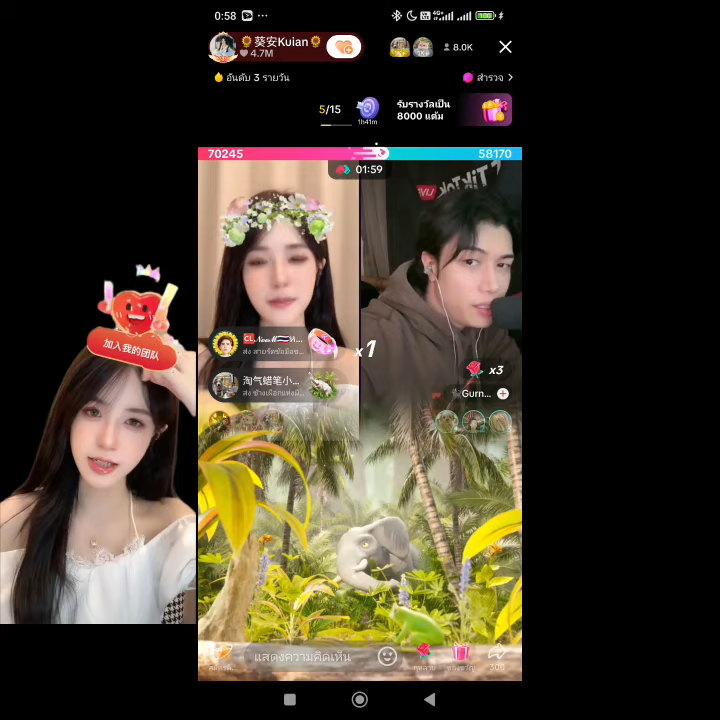 0:58
4G+
🌻葵安Kuian🌻
4.7M
8.0K
อันดับ 3 รายวัน
สำรวจ
5/15
1h41m
รับรางวัลเป็น
8000 แต้ม
70245
58170
01:59
TikTok
LIVE
加入我的团队
x1
淘气蜡笔小...
x3
Gurn...
แสดงความคิดเห็น